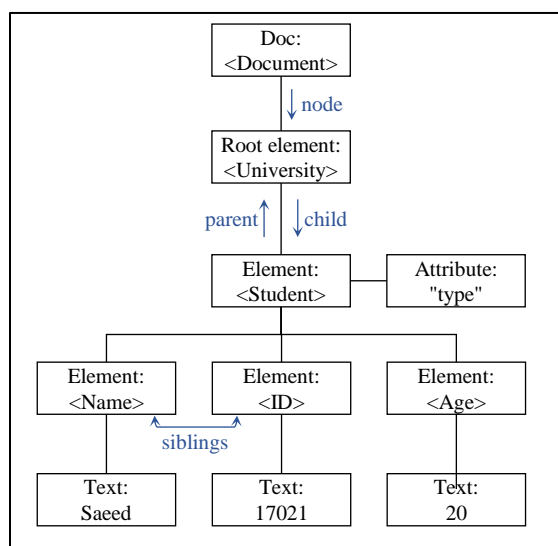 Doc:
<Document>
node
Root element:
<University>
parent
child
Element:
<Student>
Attribute:
"type"
Element:
<Name>
Element:
<ID>
Element:
<Age>
siblings
Text:
Saeed
Text:
17021
Text:
20